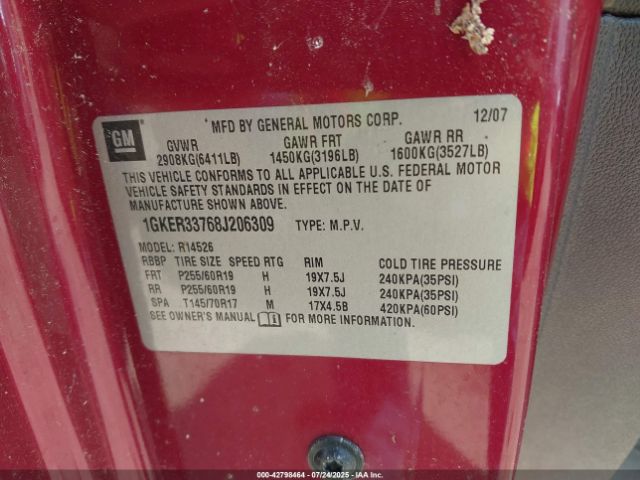 GM
*MFD BY GENERAL MOTORS CORP. 12/07
GVWR GAWR FRT GAWR RR
2908KG(6411LB) 1450KG(3196LB) 1600KG(3527LB)
THIS VEHICLE CONFORMS TO ALL APPLICABLE U.S. FEDERAL MOTOR
VEHICLE SAFETY STANDARDS IN EFFECT ON THE DATE OF
MANUFACTURE SHOWN ABOVE.
1GKER33768J206309 TYPE: M.P.V.
MODEL: R14526
RBBP TIRE SIZE SPEED RTG RIM COLD TIRE PRESSURE
FRT P255/60R19 H 19X7.5J 240KPA(35PSI)
RR P255/60R19 H 19X7.5J 240KPA(35PSI)
SPA T145/70R17 M 17X4.5B 420KPA(60PSI)
SEE OWNER'S MANUAL FOR MORE INFORMATION.
000-42798464 - 07/24/2025 - IAAI.CA